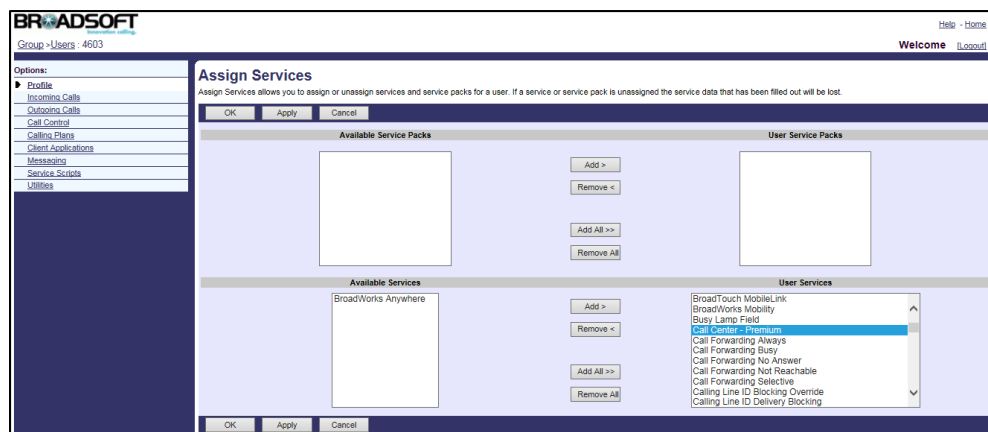 BROADSOFT
innovation calling.
Help - Home
Group >Users : 4603
Welcome [Logout]
Options:
Profile
Incoming Calls
Outgoing Calls
Call Control
Calling Plans
Client Applications
Messaging
Service Scripts
Utilities
Assign Services
Assign Services allows you to assign or unassign services and service packs for a user. If a service or service pack is unassigned the service data that has been filled out will be lost.
OK Apply Cancel
Available Service Packs
User Service Packs
Add >
Remove <
Add All >>
Remove All
Available Services
User Services
BroadWorks Anywhere
Add >
Remove <
Add All >>
Remove All
BroadTouch MobileLink
BroadWorks Mobility
Busy Lamp Field
Call Center - Premium
Call Forwarding Always
Call Forwarding Busy
Call Forwarding No Answer
Call Forwarding Not Reachable
Call Forwarding Selective
Calling Line ID Blocking Override
Calling Line ID Delivery Blocking
OK Apply Cancel